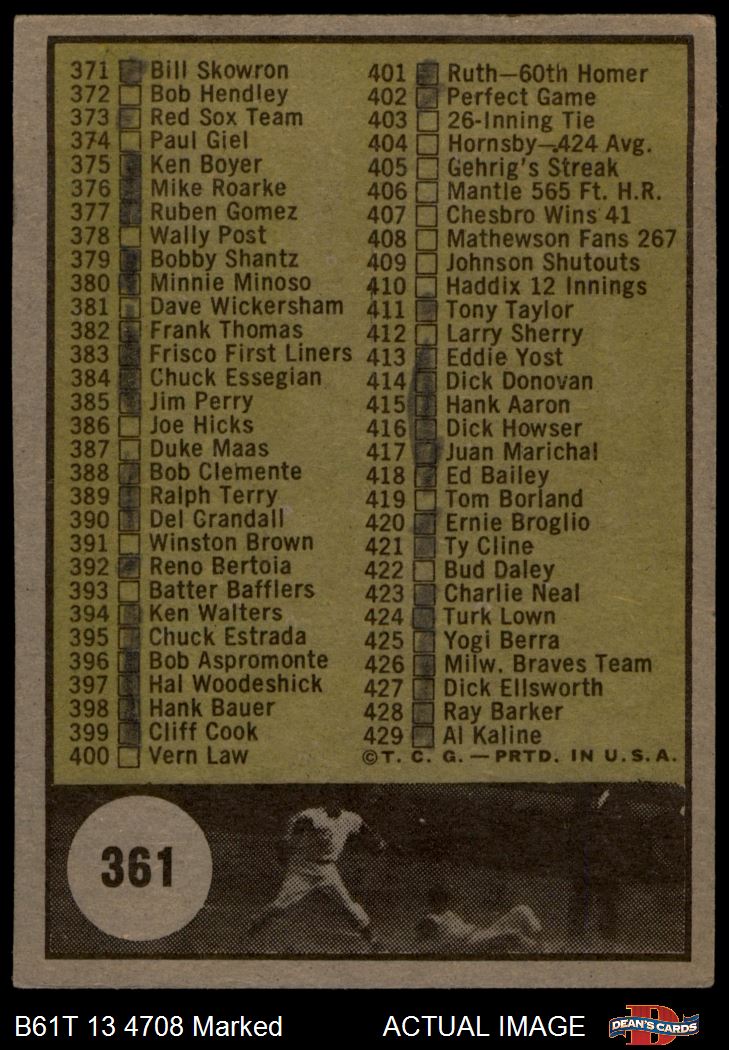 371 Bill Skowron
372 Bob Hendley
373 Red Sox Team
374 Paul Giel
375 Ken Boyer
376 Mike Roarke
377 Ruben Gomez
378 Wally Post
379 Bobby Shantz
380 Minnie Minoso
381 Dave Wickersham
382 Frank Thomas
383 Frisco First Liners
384 Chuck Essegian
385 Jim Perry
386 Joe Hicks
387 Duke Maas
388 Bob Clemente
389 Ralph Terry
390 Del Crandall
391 Winston Brown
392 Reno Bertoia
393 Batter Bafflers
394 Ken Walters
395 Chuck Estrada
396 Bob Aspromonte
397 Hal Woodeshick
398 Hank Bauer
399 Cliff Cook
400 Vern Law
401 Ruth—60th Homer
402 Perfect Game
403 26-Inning Tie
404 Hornsby—.424 Avg.
405 Gehrig's Streak
406 Mantle 565 Ft. H.R.
407 Chesbro Wins 41
408 Mathewson Fans 267
409 Johnson Shutouts
410 Haddix 12 Innings
411 Tony Taylor
412 Larry Sherry
413 Eddie Yost
414 Dick Donovan
415 Hank Aaron
416 Dick Howser
417 Juan Marichal
418 Ed Bailey
419 Tom Borland
420 Ernie Broglio
421 Ty Cline
422 Bud Daley
423 Charlie Neal
424 Turk Lown
425 Yogi Berra
426 Milw. Braves Team
427 Dick Ellsworth
428 Ray Barker
429 Al Kaline
©T. C. G.—PRTD. IN U.S.A.
361
B61T 13 4708 Marked
ACTUAL IMAGE
DEAN'S CARDS